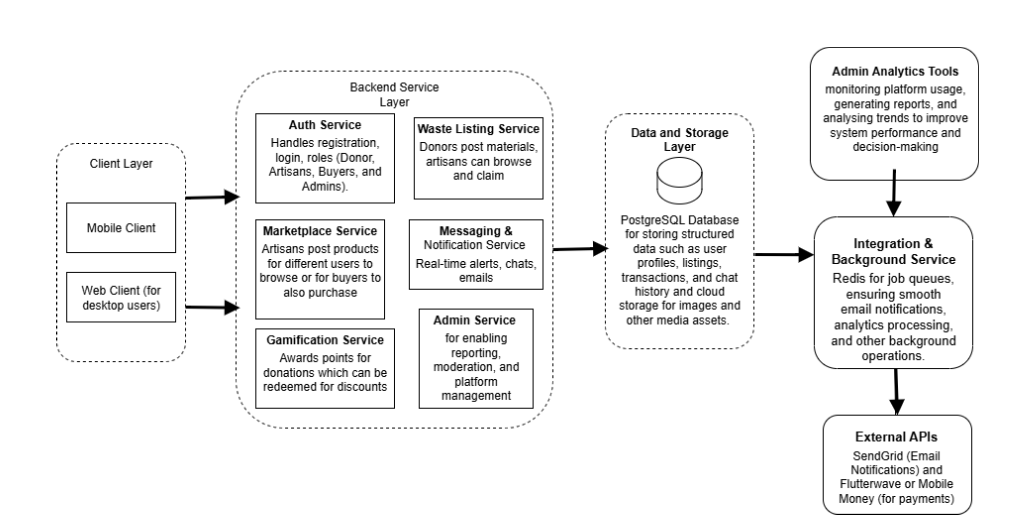 Client Layer
Mobile Client
Web Client (for
desktop users)
Backend Service
Layer
Auth Service
Handles registration,
login, roles (Donor,
Artisans, Buyers, and
Admins).
Waste Listing Service
Donors post materials,
artisans can browse
and claim
Marketplace Service
Artisans post products
for different users to
browse or for buyers to
also purchase
Messaging &
Notification Service
Real-time alerts, chats,
emails
Gamification Service
Awards points for
donations which can be
redeemed for discounts
Admin Service
for enabling
reporting,
moderation, and
platform
management
Data and Storage
Layer
PostgreSQL Database
for storing structured
data such as user
profiles, listings,
transactions, and chat
history and cloud
storage for images and
other media assets.
Admin Analytics Tools
monitoring platform usage,
generating reports, and
analysing trends to improve
system performance and
decision-making
Integration &
Background Service
Redis for job queues,
ensuring smooth
email notifications,
analytics processing,
and other background
operations.
External APIs
SendGrid (Email
Notifications) and
Flutterwave or Mobile
Money (for payments)